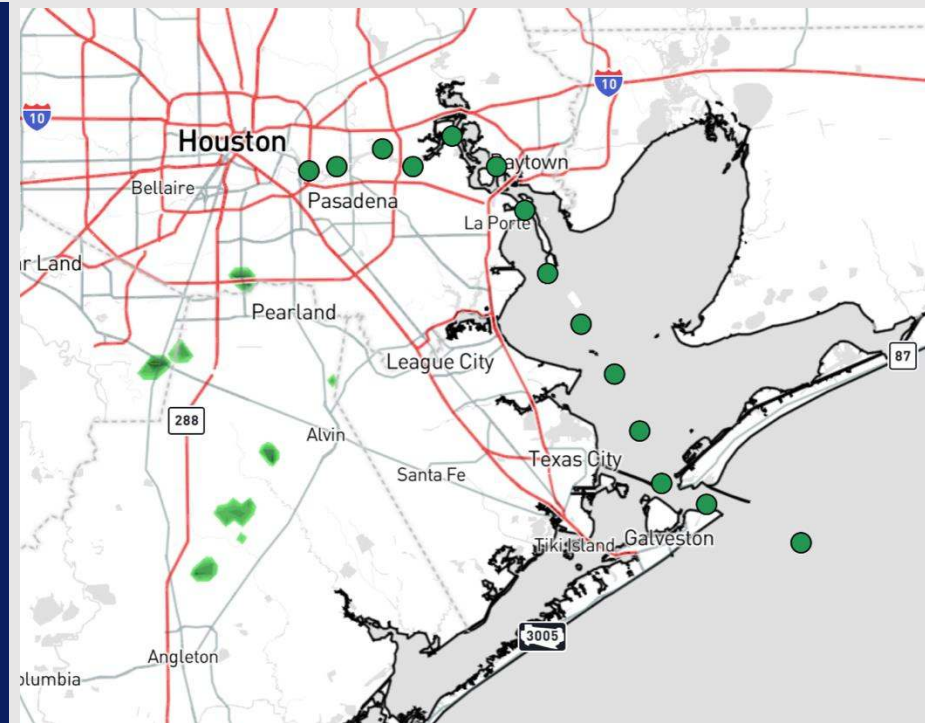 10
10
Houston
Baytown
Bellaire
Pasadena
La Porte
ar Land
Pearland
87
League City
288
Alvin
Texas City
Santa Fe
Tiki Island
Galveston
3005
Angleton
olumbia